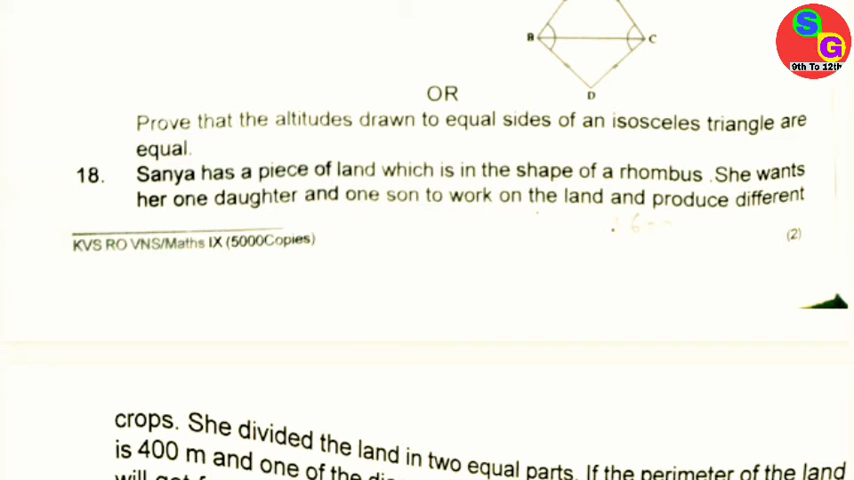 S
G
9th To 12th
B
C
D
OR
Prove that the altitudes drawn to equal sides of an isosceles triangle are
equal.
18. Sanya has a piece of land which is in the shape of a rhombus .She wants
her one daughter and one son to work on the land and produce different
KVS RO VNS/Maths IX (5000Copies)
(2)
crops. She divided the land in two equal parts. If the perimeter of the land
is 400 m and one of the
will